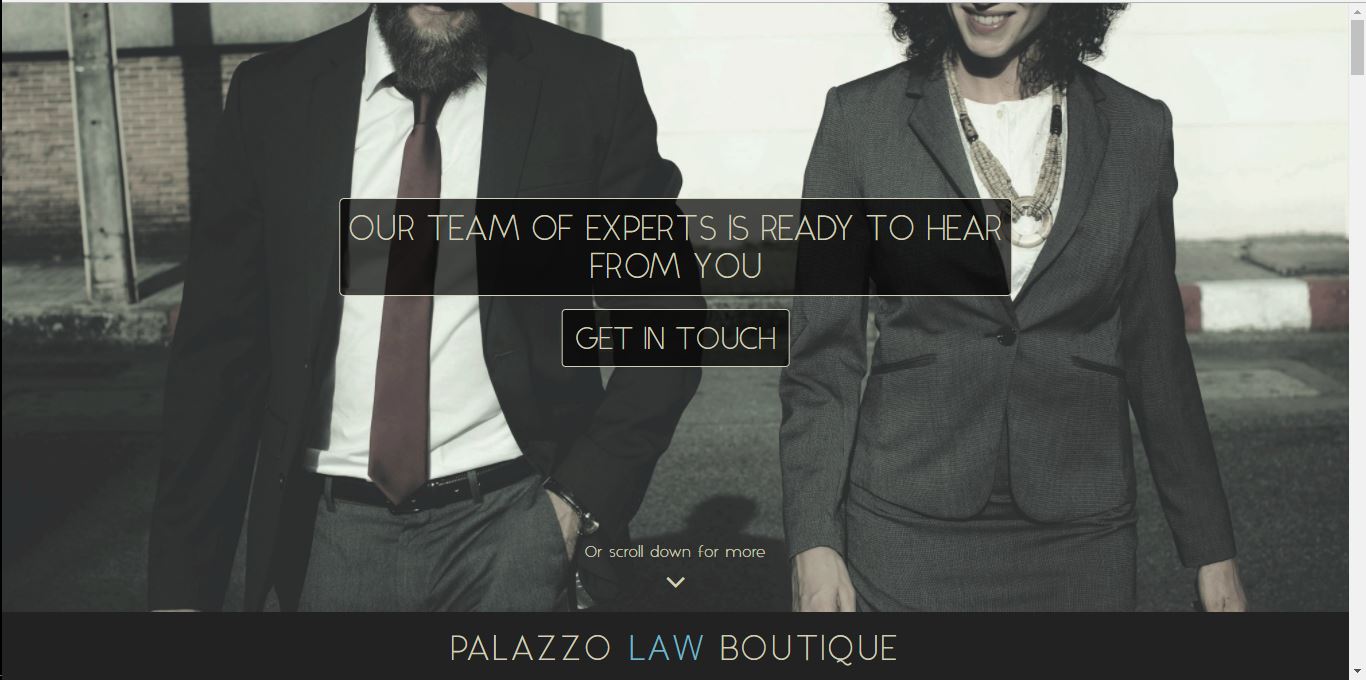 OUR TEAM OF EXPERTS IS READY TO HEAR
FROM YOU
GET IN TOUCH
Or scroll down for more
PALAZZO LAW BOUTIQUE